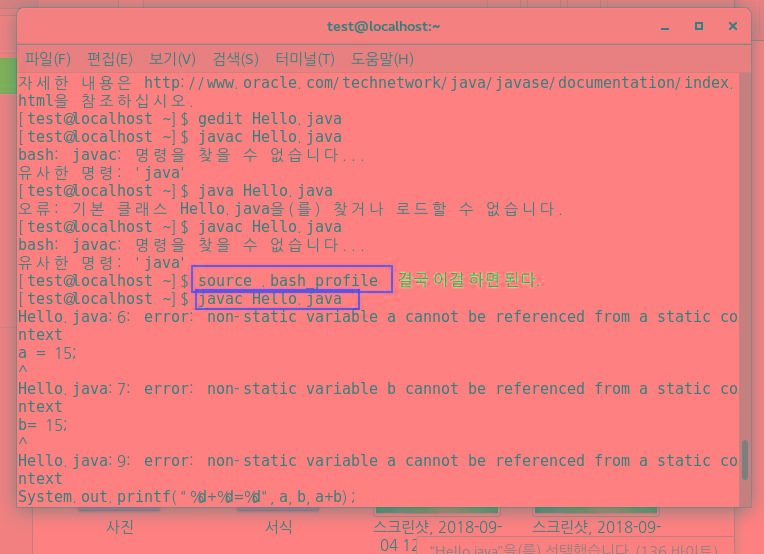 test@localhost:~
파일(F) 편집(E) 보기(V) 검색(S) 터미널(T) 도움말(H)
자세한 내용은 http://www.oracle.com/technetwork/java/javase/documentation/index.
html을 참조하십시오.
[test@localhost ~]$ gedit Hello.java
[test@localhost ~]$ javac Hello.java
bash: javac: 명령을 찾을 수 없습니다...
유사한 명령: 'java'
[test@localhost ~]$ java Hello.java
오류: 기본 클래스 Hello.java을(를) 찾거나 로드할 수 없습니다.
[test@localhost ~]$ javac Hello.java
bash: javac: 명령을 찾을 수 없습니다...
유사한 명령: 'java'
[test@localhost ~]$ source .bash_profile 결국 이걸 하면 된다..
[test@localhost ~]$ javac Hello.java
Hello.java:6: error: non-static variable a cannot be referenced from a static co
ntext
a = 15;
^
Hello.java:7: error: non-static variable b cannot be referenced from a static co
ntext
b= 15;
^
Hello.java:9: error: non-static variable a cannot be referenced from a static co
ntext
System.out.printf("%d+%d=%d",a,b,a+b);
사진 서식 스크린샷, 2018-09- 스크린샷, 2018-09-
04 12
"Hello.java"을(를) 선택했습니다. (136 바이트)